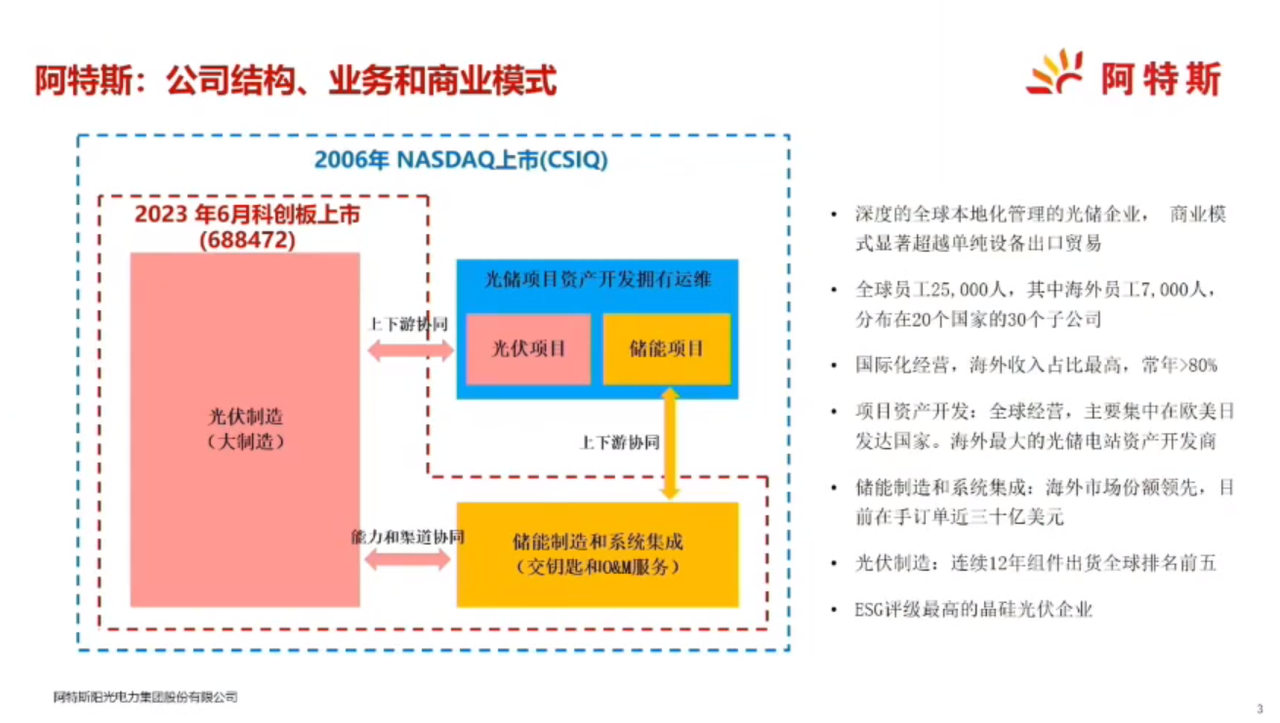 阿特斯：公司结构、业务和商业模式
阿特斯
2006年 NASDAQ上市(CSIQ)
2023 年6月科创板上市
(688472)
光伏制造
（大制造）
上下游协同
光储项目资产开发拥有运维
光伏项目
储能项目
上下游协同
能力和渠道协同
储能制造和系统集成
（交钥匙和O&M服务）
• 深度的全球本地化管理的光储企业， 商业模
式显著超越单纯设备出口贸易
• 全球员工25,000人，其中海外员工7,000人，
分布在20个国家的30个子公司
• 国际化经营，海外收入占比最高，常年>80%
• 项目资产开发：全球经营，主要集中在欧美日
发达国家。海外最大的光储电站资产开发商
• 储能制造和系统集成：海外市场份额领先，目
前在手订单近三十亿美元
• 光伏制造：连续12年组件出货全球排名前五
• ESG评级最高的晶硅光伏企业
阿特斯阳光电力集团股份有限公司
3